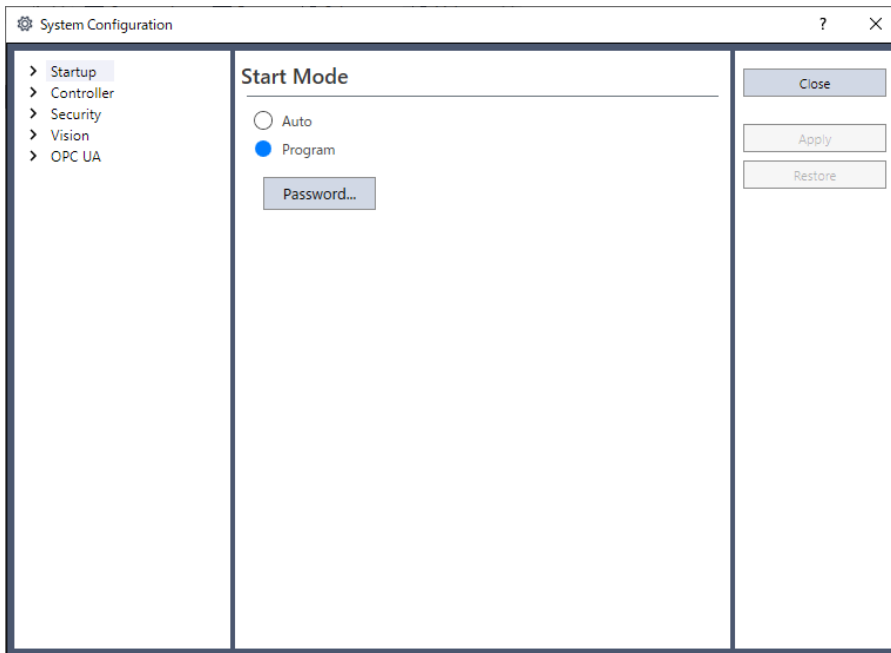 System Configuration
?
Startup
Controller
Security
Vision
OPC UA
Start Mode
Auto
Program
Password...
Close
Apply
Restore